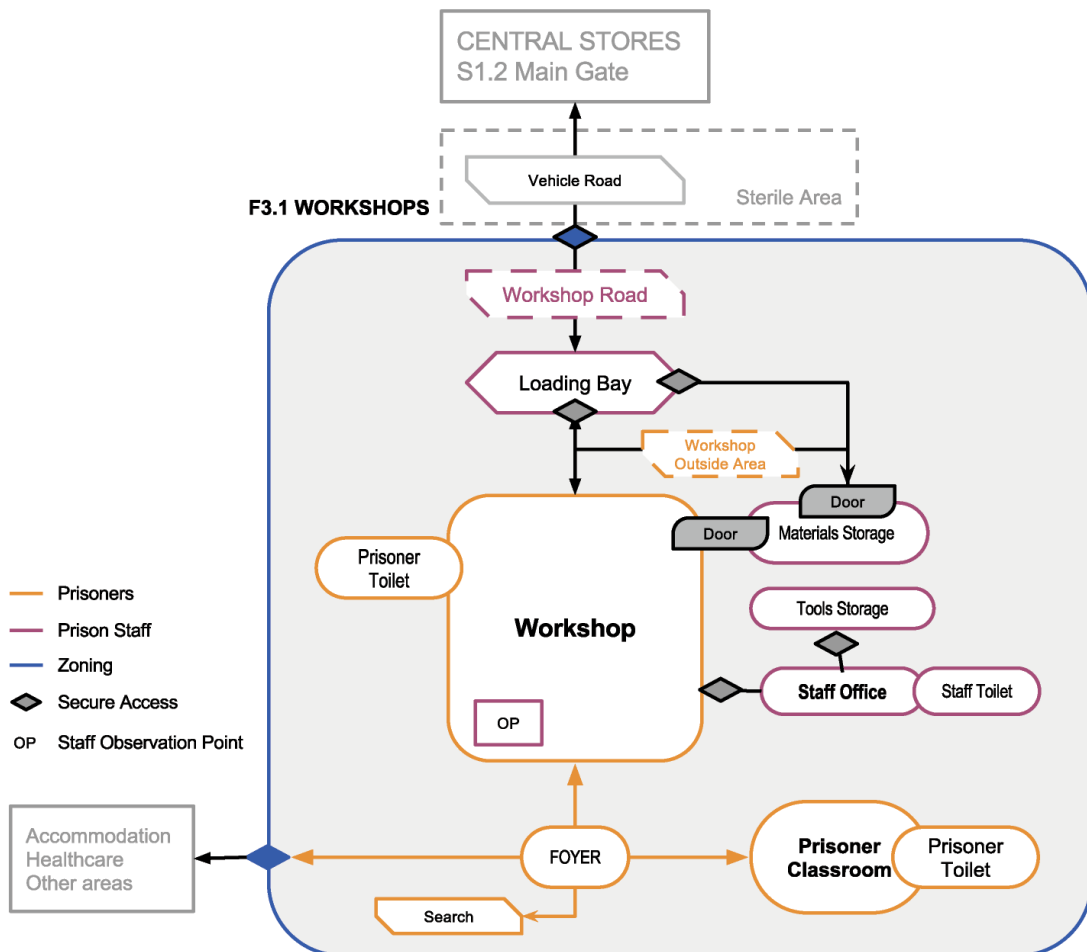 CENTRAL STORES
S1.2 Main Gate
Vehicle Road
Sterile Area
F3.1 WORKSHOPS
Workshop Road
Loading Bay
Workshop
Outside Area
Door
Door
Materials Storage
Prisoner
Toilet
Workshop
Tools Storage
Staff Office
Staff Toilet
OP
Prisoners
Prison Staff
Zoning
Secure Access
OP Staff Observation Point
Accommodation
Healthcare
Other areas
FOYER
Prisoner
Classroom
Prisoner
Toilet
Search